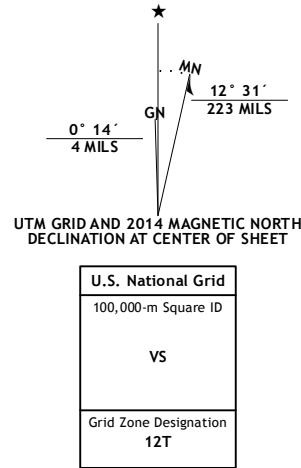 ★
MN
GN
12° 31´
223 MILS
0° 14´
4 MILS
UTM GRID AND 2014 MAGNETIC NORTH
DECLINATION AT CENTER OF SHEET
U.S. National Grid
100,000-m Square ID
VS
Grid Zone Designation
12T